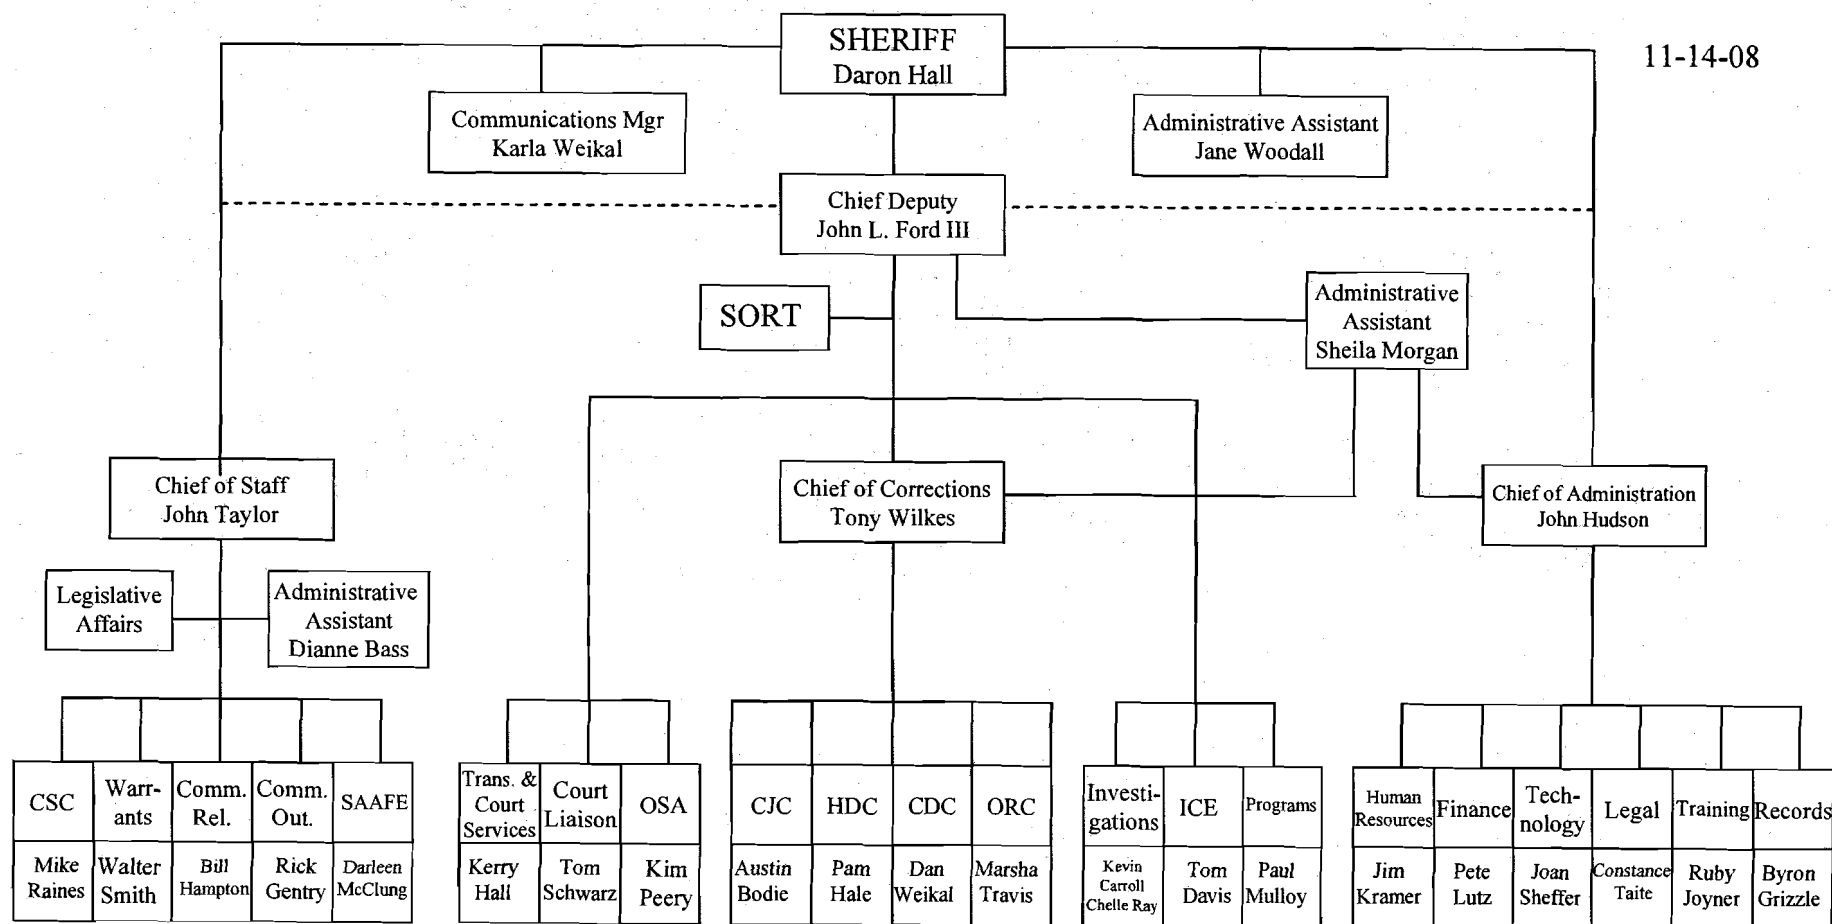 SHERIFF
Daron Hall
11-14-08
Communications Mgr
Karla Weikal
Administrative Assistant
Jane Woodall
Chief Deputy
John L. Ford III
SORT
Administrative
Assistant
Sheila Morgan
Chief of Staff
John Taylor
Chief of Corrections
Tony Wilkes
Chief of Administration
John Hudson
Legislative
Affairs
Administrative
Assistant
Dianne Bass
CSC
Mike
Raines
Warr-
ants
Walter
Smith
Comm.
Rel.
Bill
Hampton
Comm.
Out.
Rick
Gentry
SAAFE
Darleen
McClung
Trans. &
Court
Services
Kerry
Hall
Court
Liaison
Tom
Schwarz
OSA
Kim
Peery
CJC
Austin
Bodie
HDC
Pam
Hale
CDC
Dan
Weikal
ORC
Marsha
Travis
Investi-
gations
Kevin
Carroll
Chelle Ray
ICE
Tom
Davis
Programs
Paul
Mulloy
Human
Resources
Jim
Kramer
Finance
Pete
Lutz
Tech-
nology
Joan
Sheffer
Legal
Constance
Taite
Training
Ruby
Joyner
Records
Byron
Grizzle